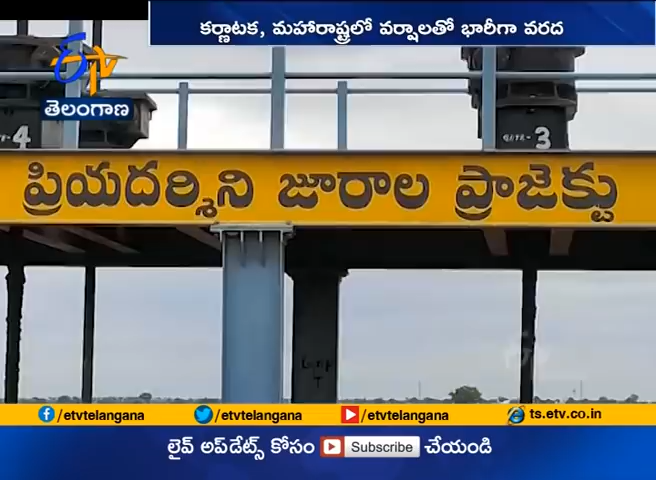 కర్ణాటక, మహారాష్ట్రలో వర్షాలతో భారీగా వరద
ETV
తెలంగాణ
-4
GATE-3
ప్రియదర్శిని జూరాల ప్రాజెక్టు
/etvtelangana /etvtelangana /etvtelangana ts.etv.co.in
లైవ్ అప్‌డేట్స్ కోసం Subscribe చేయండి